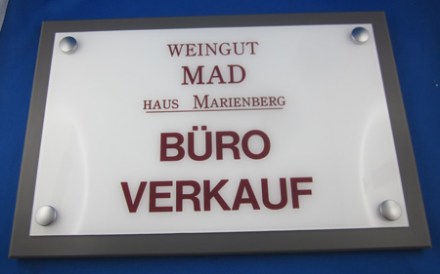 WEINGUT
MAD
HAUS MARIENBERG
BÜRO
VERKAUF